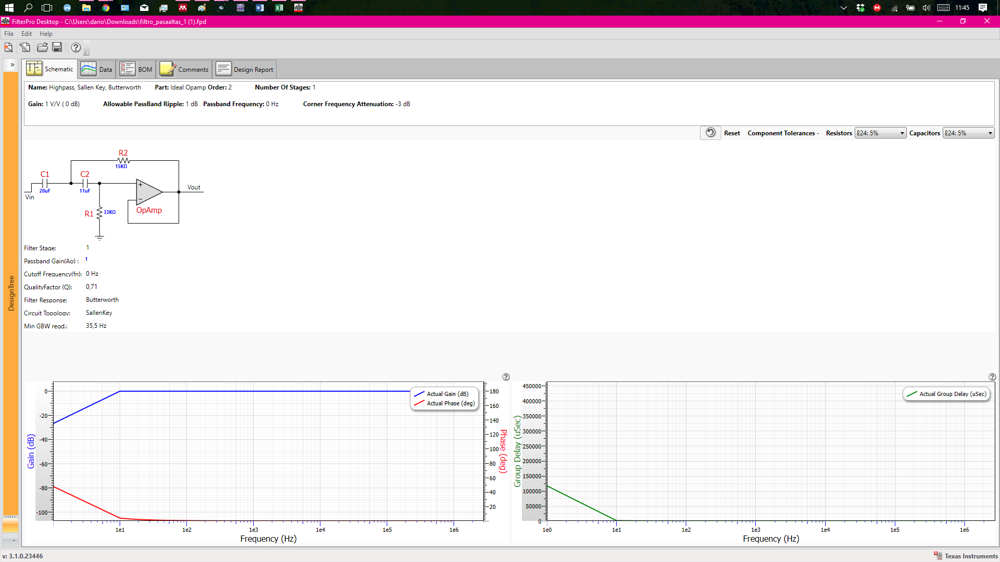 11:45
FilterPro Desktop - C:\Users\dario\Downloads\filtro_pasaaltas_1 (1).fpd
File Edit Help
» Schematic Data BOM Comments Design Report
Name: Highpass, Sallen Key, Butterworth Part: Ideal Opamp Order: 2 Number Of Stages: 1
Gain: 1 V/V ( 0 dB) Allowable PassBand Ripple: 1 dB Passband Frequency: 0 Hz Corner Frequency Attenuation: -3 dB
Reset Component Tolerances - Resistors E24: 5% Capacitors E24: 5%
R2
15KΩ
C1 C2
20uF 11uF
Vin
Vout
+
−
R1 33KΩ
OpAmp
Filter Stage: 1
Passband Gain(Ao) : 1
Cutoff Frequency(fn): 0 Hz
QualityFactor (Q): 0,71
Filter Response: Butterworth
Circuit Topology: SallenKey
Min GBW reqd.: 35,5 Hz
DesignTree
Gain (dB)
0
-20
-40
-60
-80
-100
Actual Gain (dB)
Actual Phase (deg)
180
160
140
120
100
80
60
40
20
Phase (deg)
1e1 1e2 1e3 1e4 1e5 1e6
Frequency (Hz)
Group Delay (uSec)
450000
400000
350000
300000
250000
200000
150000
100000
50000
0
Actual Group Delay (uSec)
1e0 1e1 1e2 1e3 1e4 1e5 1e6
Frequency (Hz)
v: 3.1.0.23446
Texas Instruments